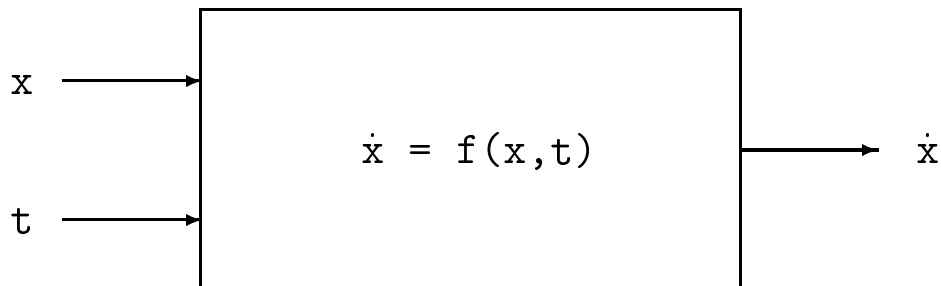 x
ẋ = f(x,t)
ẋ
t